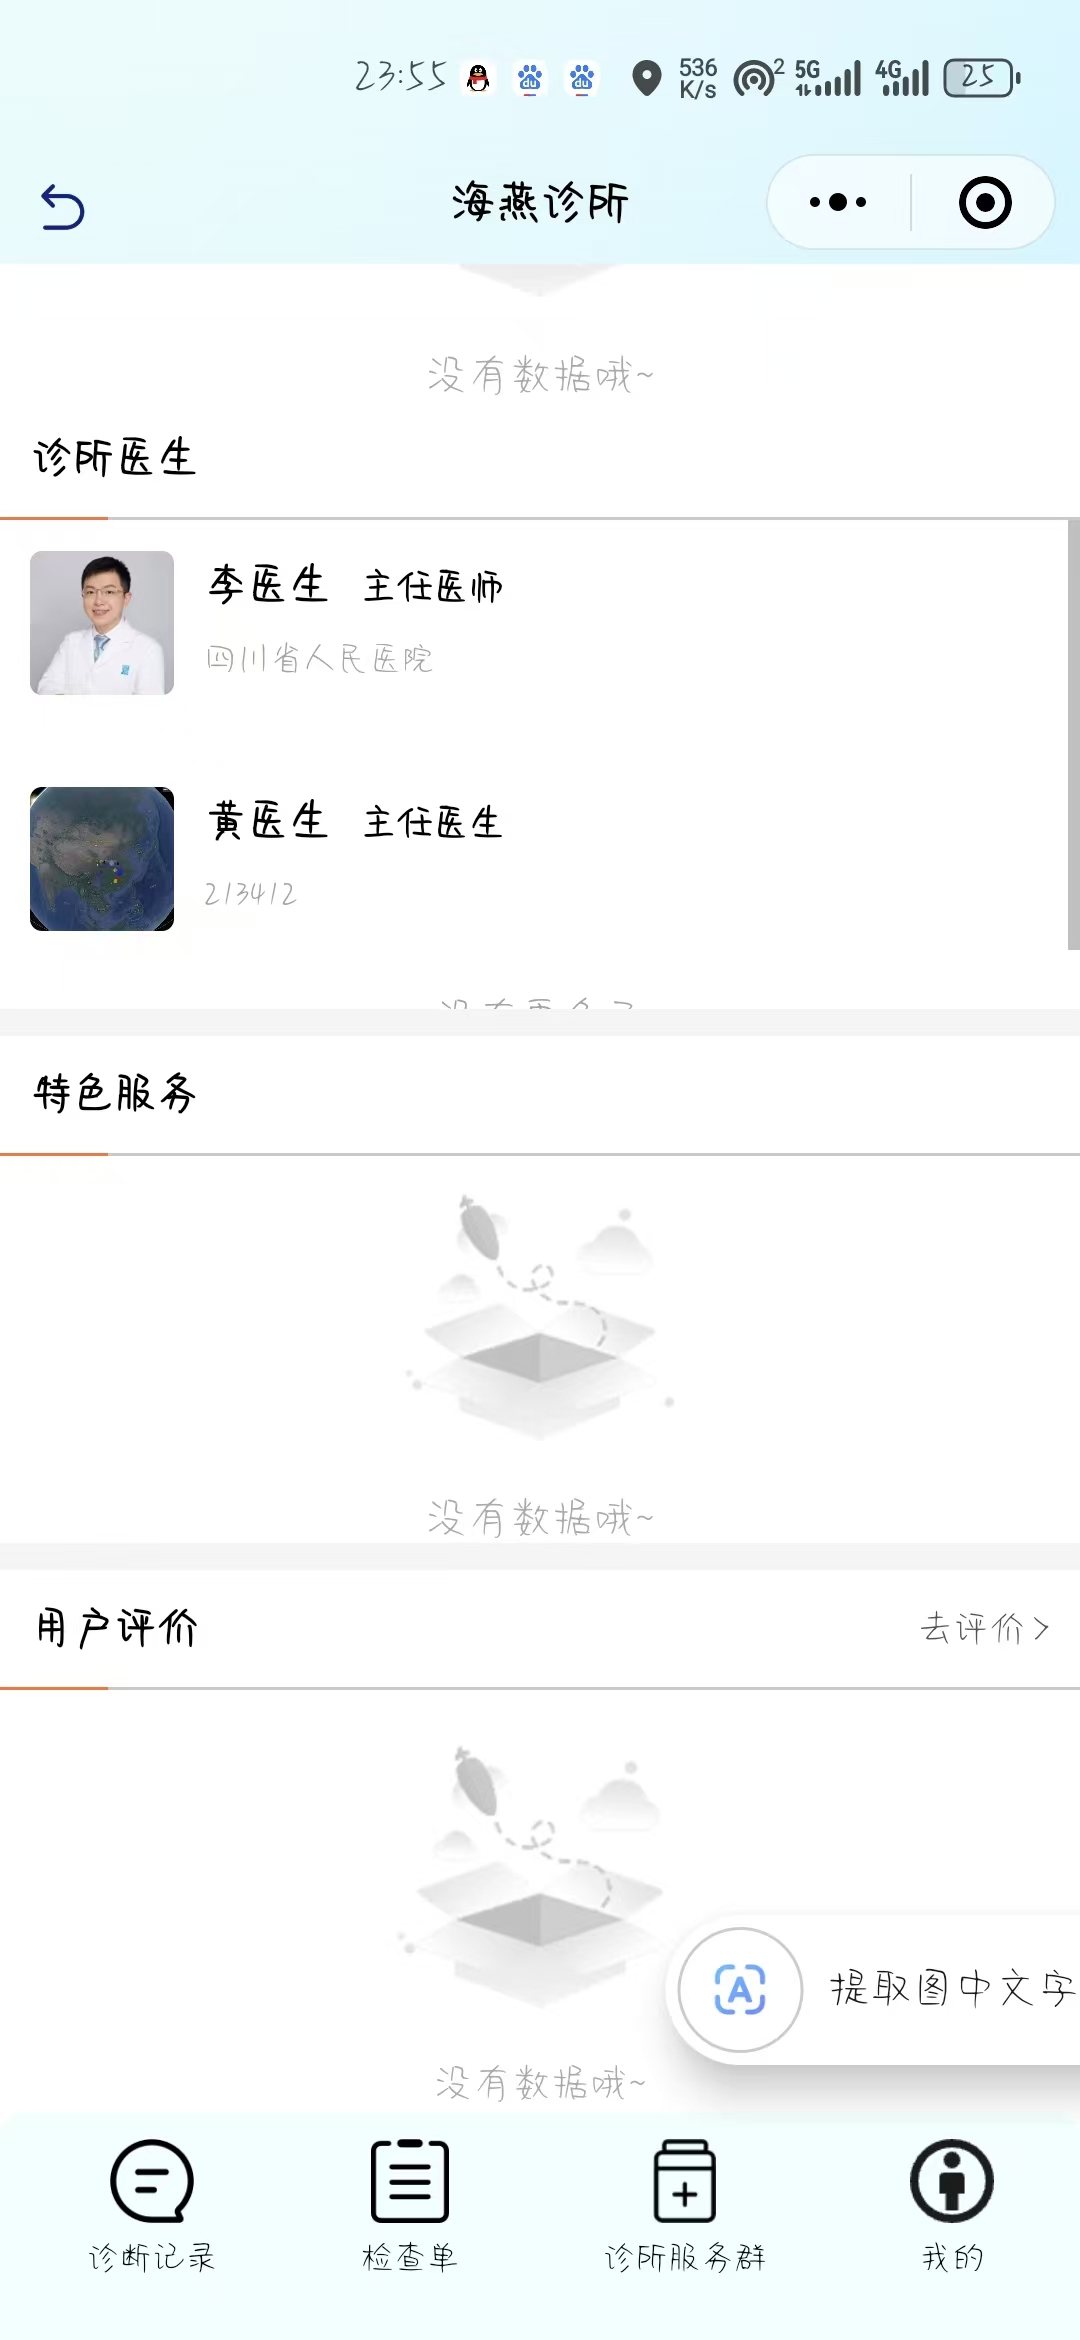 23:55 536 K/s 2 5G 4G 25
海燕诊所
没有数据哦~
诊所医生
李医生 主任医师
四川省人民医院
黄医生 主任医生
213412
特色服务
没有数据哦~
用户评价 去评价>
提取图中文字
没有数据哦~
诊断记录 检查单 诊所服务群 我的